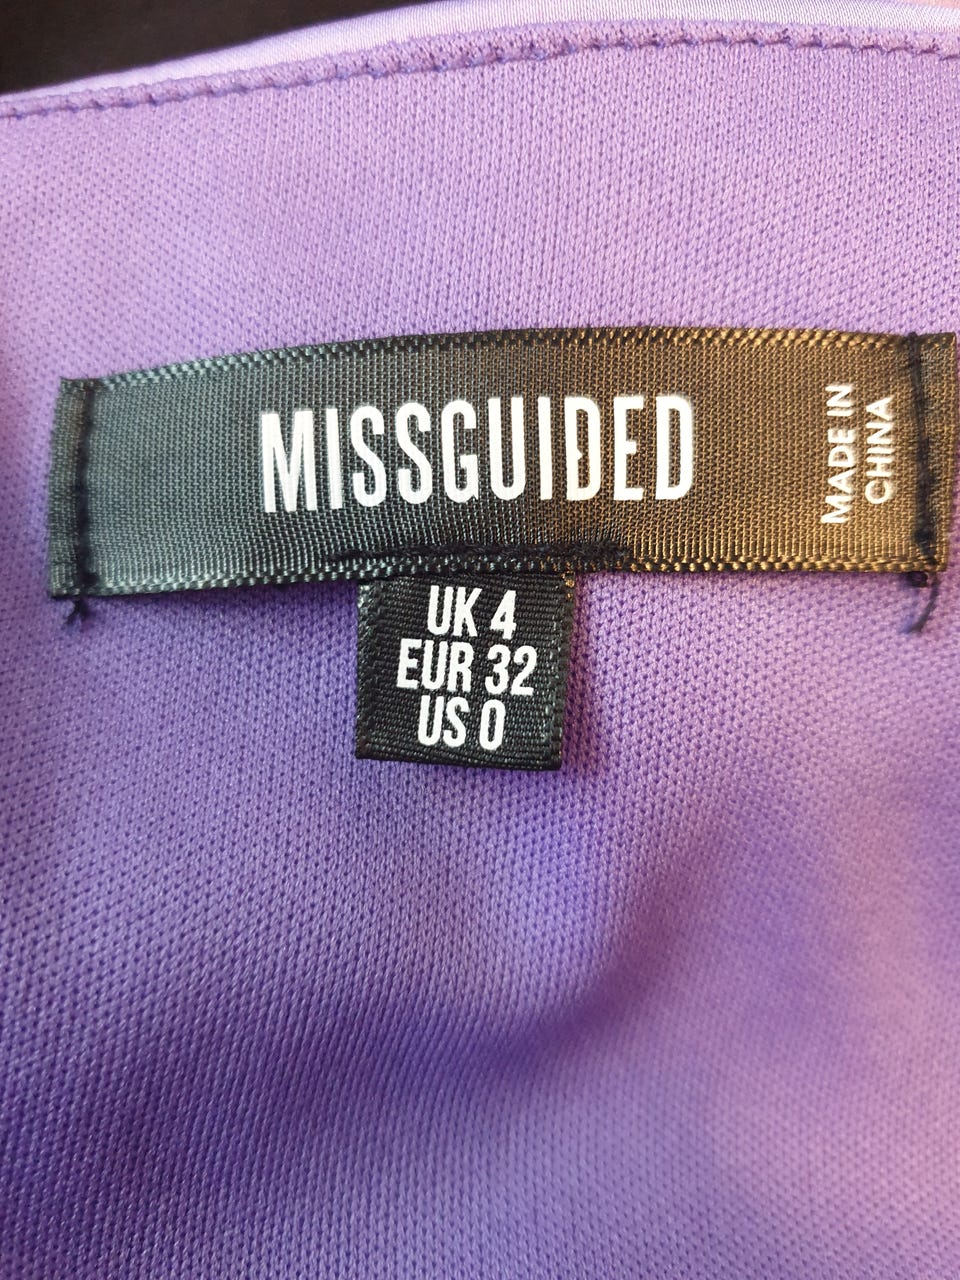 MISSGUIDED
MADE IN
CHINA
UK 4
EUR 32
US 0